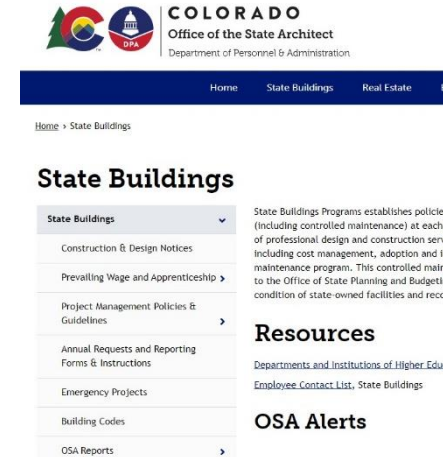 COLORADO
Office of the State Architect
DPA
Department of Personnel & Administration
Home State Buildings Real Estate
Home › State Buildings
State Buildings
State Buildings
Construction & Design Notices
Prevailing Wage and Apprenticeship
Project Management Policies &
Guidelines
Annual Requests and Reporting
Forms & Instructions
Emergency Projects
Building Codes
OSA Reports
State Buildings Programs establishes policie
(including controlled maintenance) at each
of professional design and construction ser
including cost management, adoption and i
maintenance program. This controlled mai
to the Office of State Planning and Budgeti
condition of state-owned facilities and reco
Resources
Departments and Institutions of Higher Edu
Employee Contact List, State Buildings
OSA Alerts